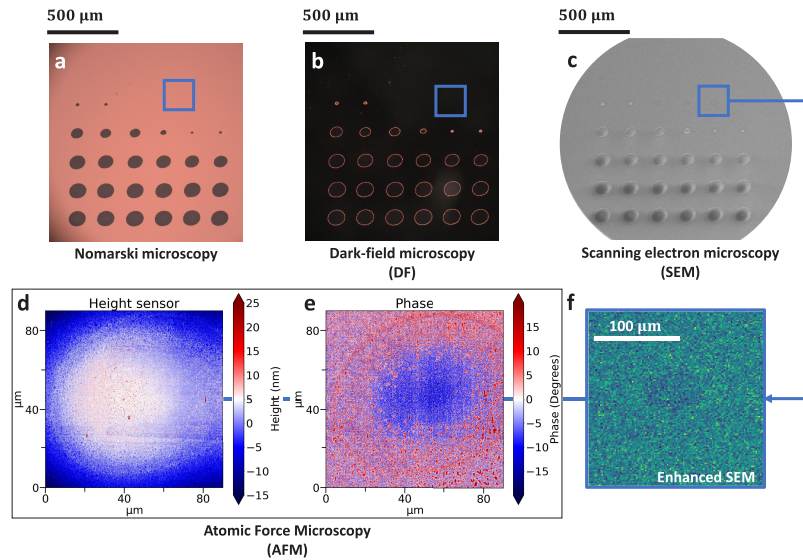 500 μm
500 μm
500 μm
a
b
c
Nomarski microscopy
Dark-field microscopy
(DF)
Scanning electron microscopy
(SEM)
d
Height sensor
25
20
15
10
5
0
−5
−10
−15
Height (nm)
80
40
0
μm
0
40
80
μm
e
Phase
15
10
5
0
−5
−10
−15
Phase (Degrees)
80
40
0
μm
0
40
80
μm
f
100 μm
Enhanced SEM
Atomic Force Microscopy
(AFM)